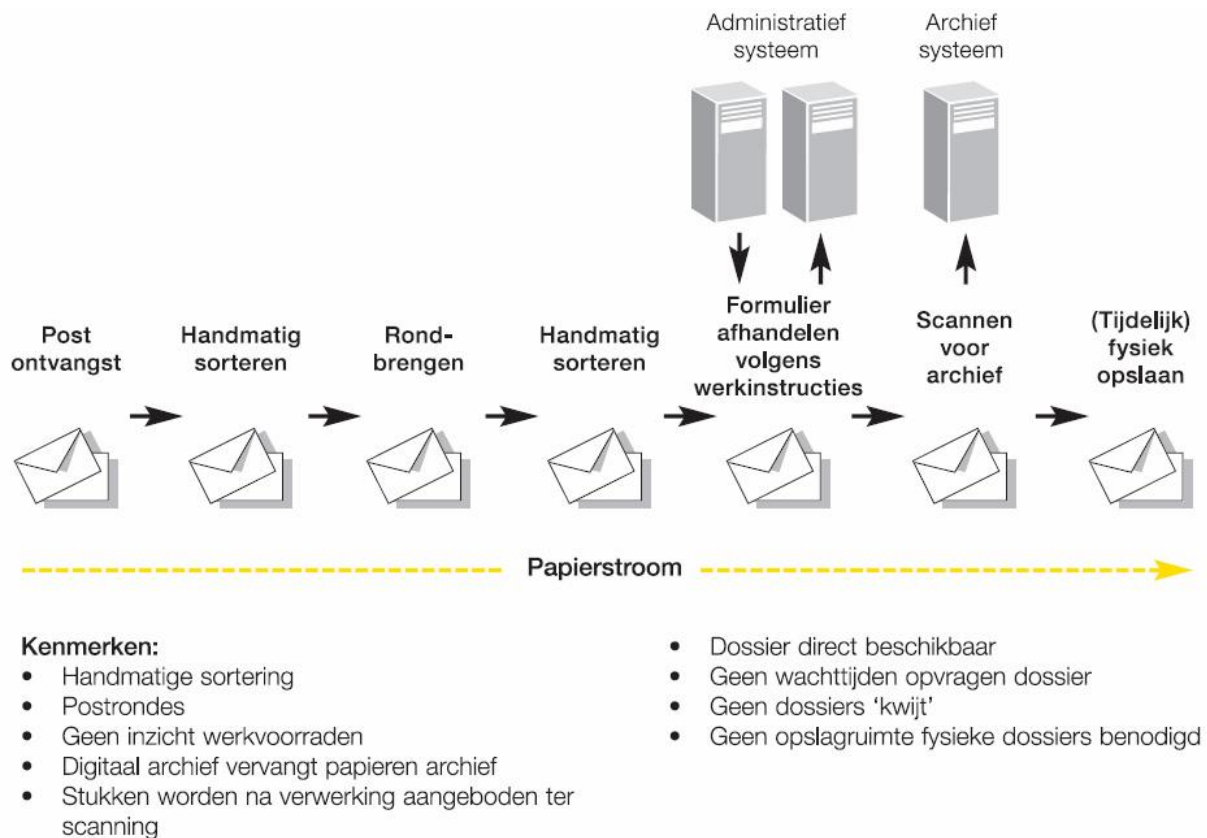 Administratief
systeem
Archief
systeem
Post
ontvangst
Handmatig
sorteren
Rond-
brengen
Handmatig
sorteren
Formulier
afhandelen
volgens
werkinstructies
Scannen
voor
archief
(Tijdelijk)
fysiek
opslaan
Papierstroom
Kenmerken:
• Handmatige sortering
• Postrondes
• Geen inzicht werkvoorraden
• Digitaal archief vervangt papieren archief
• Stukken worden na verwerking aangeboden ter
scanning
• Dossier direct beschikbaar
• Geen wachttijden opvragen dossier
• Geen dossiers ‘kwijt’
• Geen opslagruimte fysieke dossiers benodigd